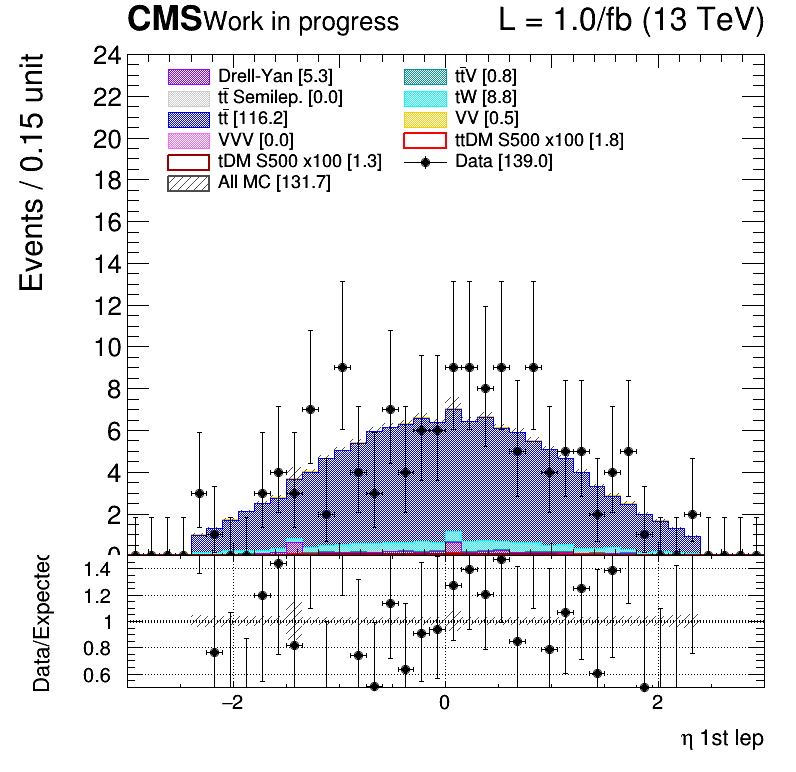 CMS Work in progress L = 1.0/fb (13 TeV)
Events / 0.15 unit
24
22
20
18
16
14
12
10
8
6
4
2
0
Drell-Yan [5.3]
tt̄V [0.8]
tt̄ Semilep. [0.0]
tW [8.8]
tt̄ [116.2]
VV [0.5]
VVV [0.0]
ttDM S500 x100 [1.8]
tDM S500 x100 [1.3]
Data [139.0]
All MC [131.7]
Data/Expected
1.4
1.2
1
0.8
0.6
−2 0 2
η 1st lep